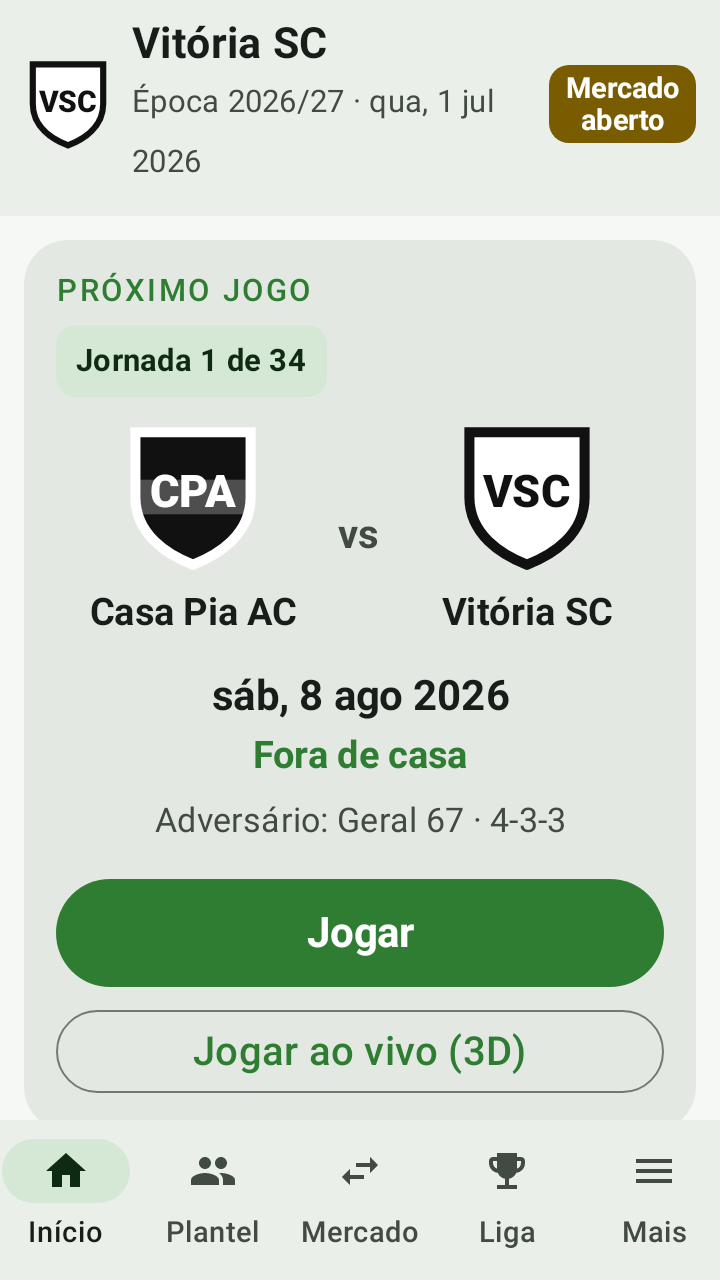 VSC
Vitória SC
Época 2026/27 · qua, 1 jul
2026
Mercado
aberto
PRÓXIMO JOGO
Jornada 1 de 34
CPA
VSC
vs
Casa Pia AC
Vitória SC
sáb, 8 ago 2026
Fora de casa
Adversário: Geral 67 · 4-3-3
Jogar
Jogar ao vivo (3D)
Início
Plantel
Mercado
Liga
Mais